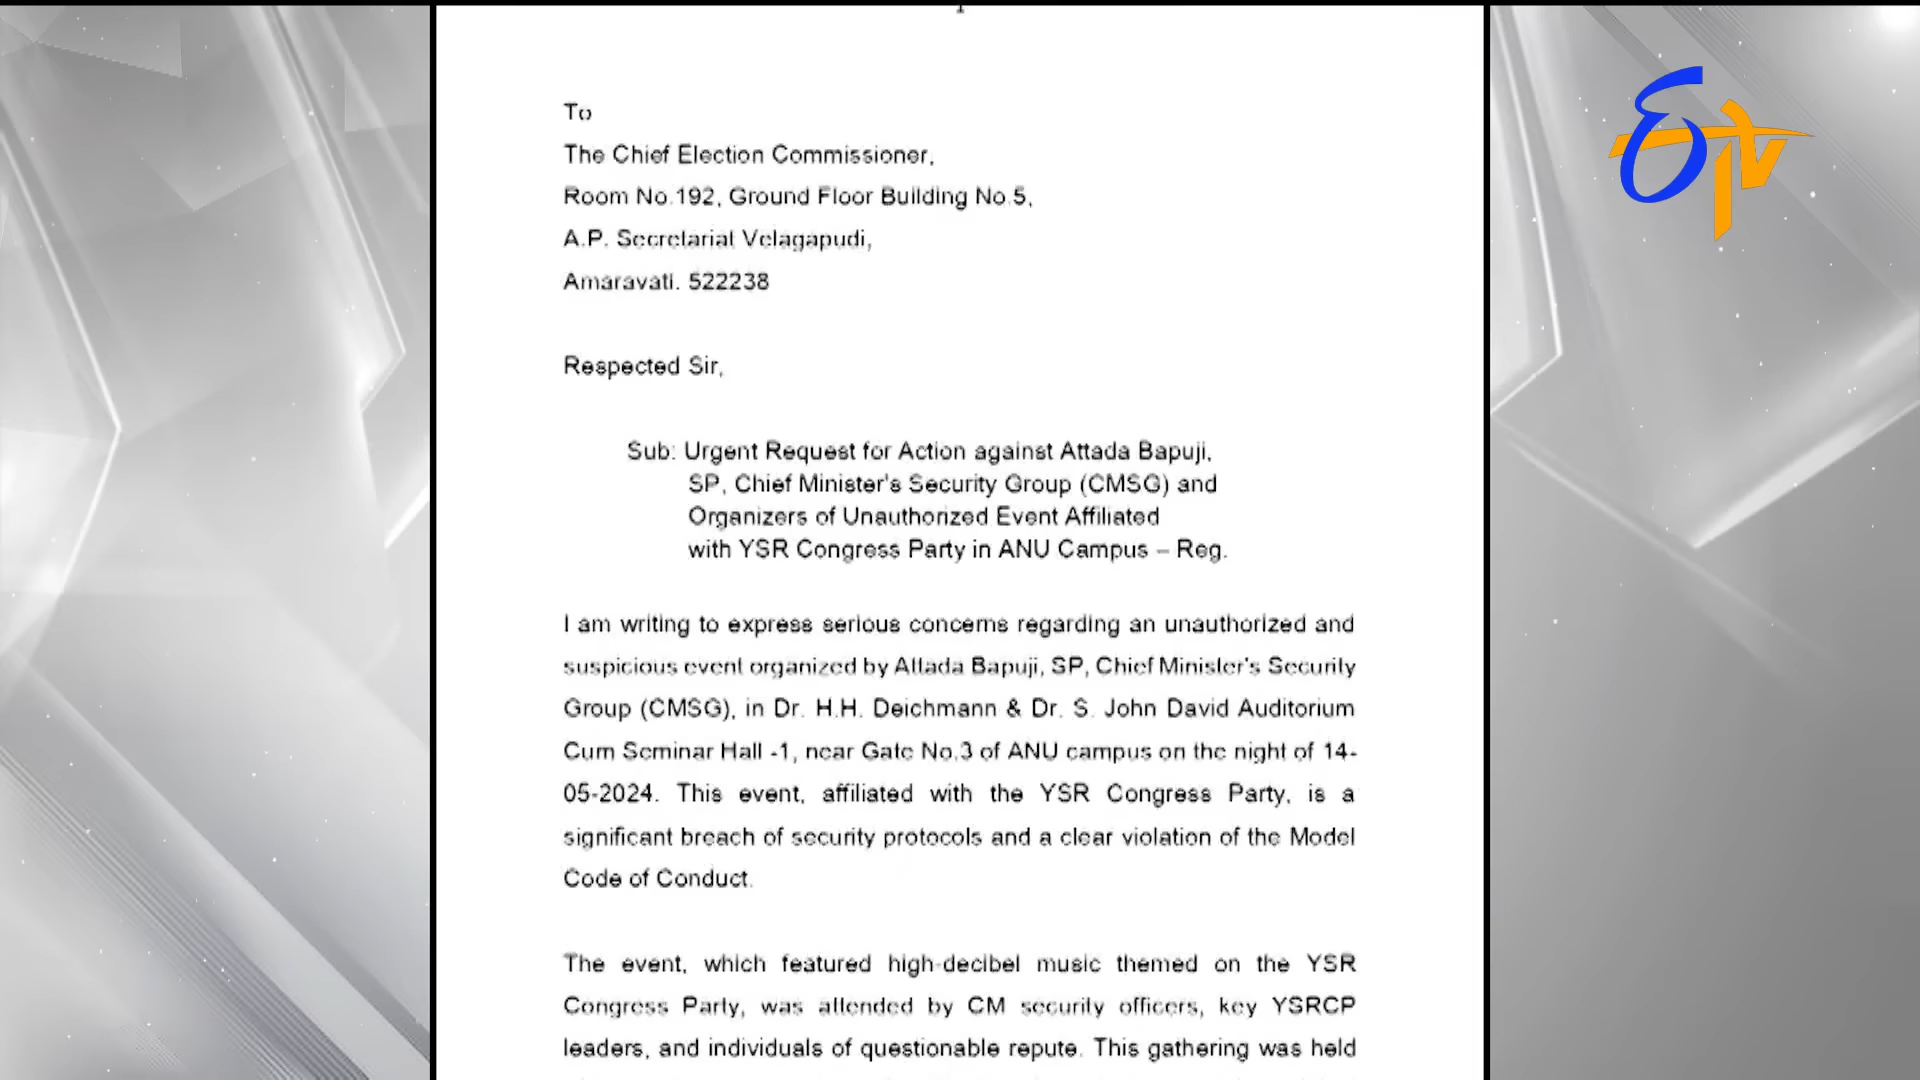 To
The Chief Election Commissioner,
Room No.192, Ground Floor Building No.5,
A.P. Secretariat Velagapudi,
Amaravati. 522238
Respected Sir,
Sub: Urgent Request for Action against Attada Bapuji,
SP, Chief Minister's Security Group (CMSG) and
Organizers of Unauthorized Event Affiliated
with YSR Congress Party in ANU Campus – Reg.
I am writing to express serious concerns regarding an unauthorized and
suspicious event organized by Attada Bapuji, SP, Chief Minister's Security
Group (CMSG), in Dr. H.H. Deichmann & Dr. S. John David Auditorium
Cum Seminar Hall -1, near Gate No.3 of ANU campus on the night of 14-
05-2024. This event, affiliated with the YSR Congress Party, is a
significant breach of security protocols and a clear violation of the Model
Code of Conduct.
The event, which featured high-decibel music themed on the YSR
Congress Party, was attended by CM security officers, key YSRCP
leaders, and individuals of questionable repute. This gathering was held
ETV